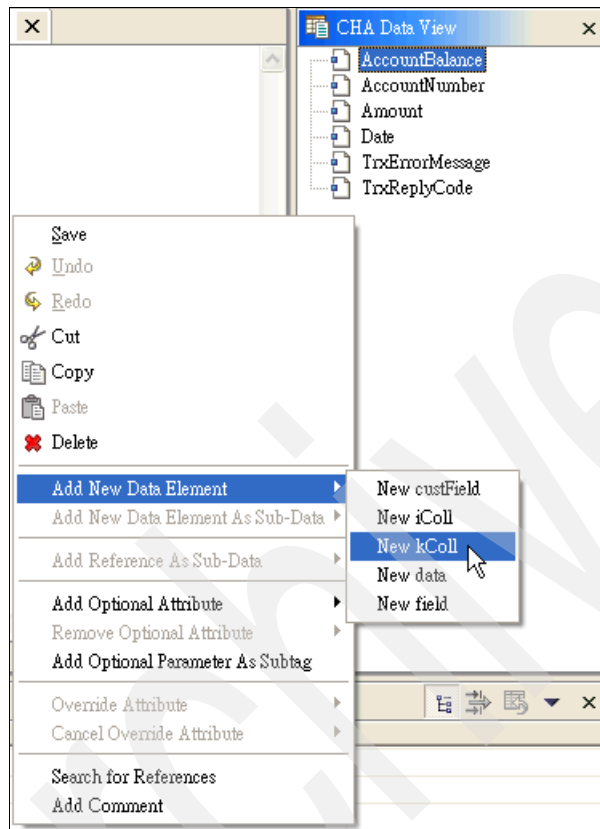 CHA Data View
AccountBalance
AccountNumber
Amount
Date
TrxErrorMessage
TrxReplyCode
Save
Undo
Redo
Cut
Copy
Paste
Delete
Add New Data Element
Add New Data Element As Sub-Data
Add Reference As Sub-Data
Add Optional Attribute
Remove Optional Attribute
Add Optional Parameter As Subtag
Override Attribute
Cancel Override Attribute
Search for References
Add Comment
New custField
New iColl
New kColl
New data
New field